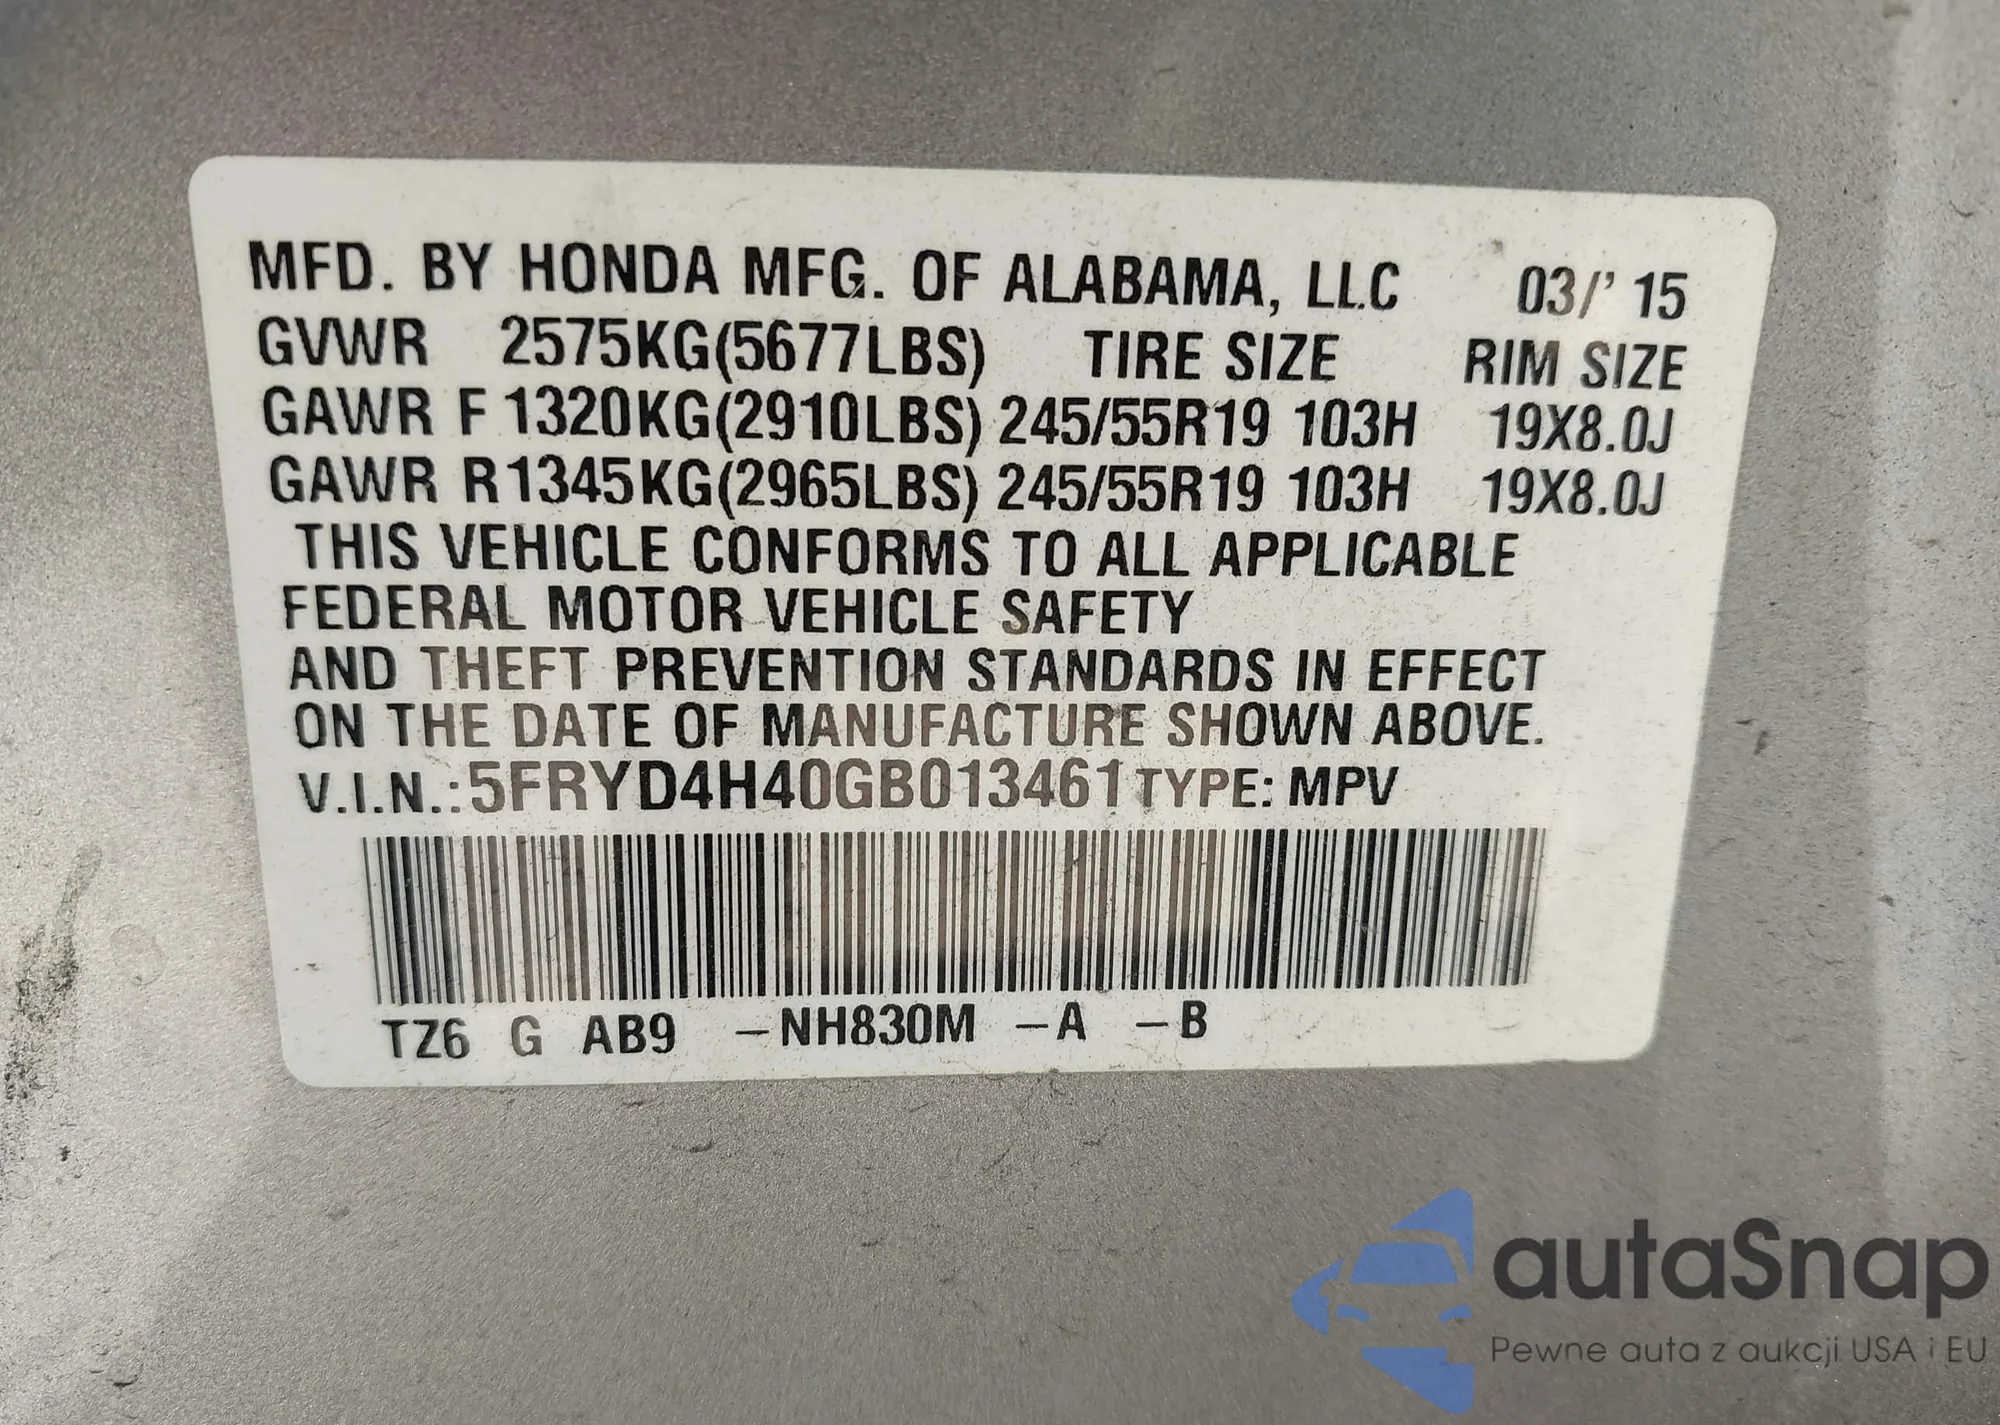 MFD. BY HONDA MFG. OF ALABAMA, LLC 03/' 15
GVWR 2575KG(5677LBS) TIRE SIZE RIM SIZE
GAWR F 1320KG(2910LBS) 245/55R19 103H 19X8.0J
GAWR R 1345KG(2965LBS) 245/55R19 103H 19X8.0J
THIS VEHICLE CONFORMS TO ALL APPLICABLE
FEDERAL MOTOR VEHICLE SAFETY
AND THEFT PREVENTION STANDARDS IN EFFECT
ON THE DATE OF MANUFACTURE SHOWN ABOVE.
V.I.N.:5FRYD4H40GB013461 TYPE: MPV
TZ6 G AB9 –NH830M –A –B
autaSnap
Pewne auta z aukcji USA i EU